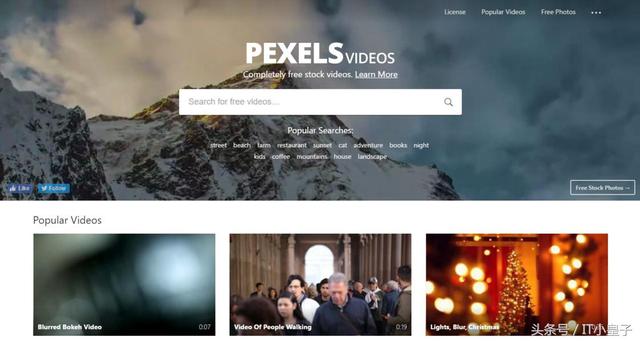 License Popular Videos Free Photos •••
PEXELS VIDEOS
Completely free stock videos. Learn More
Search for free videos...
Popular Searches:
street beach farm restaurant sunset cat adventure books night
kids coffee mountains house landscape
Like Follow
Free Stock Photos →
Popular Videos
Blurred Bokeh Video 0:07
Video Of People Walking 0:19
Lights, Blur, Christmas
头条号 / IT小皇子